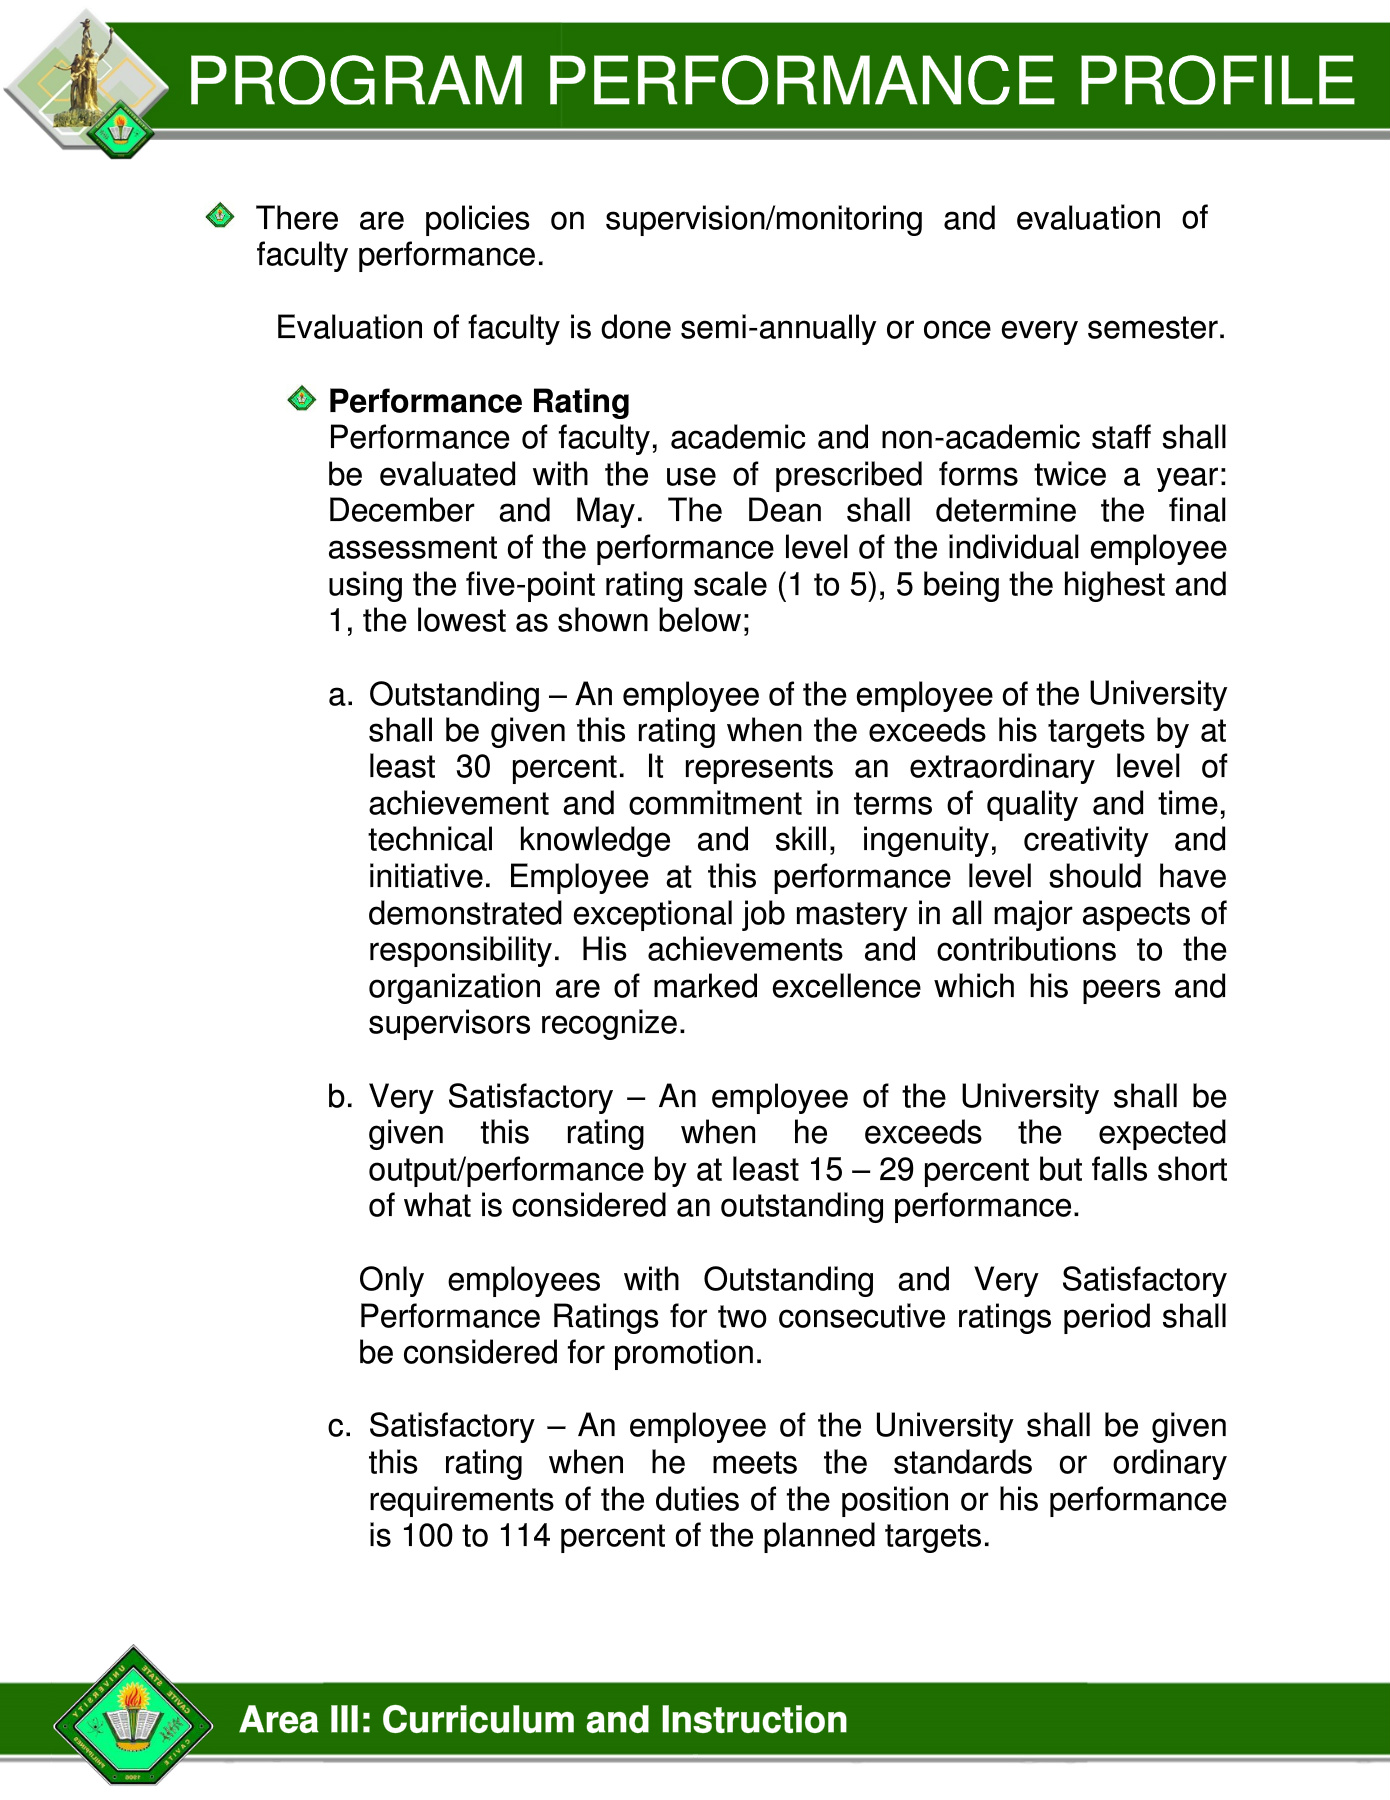 PROGRAM PERFORMANCE PROFILE
There are policies on supervision/monitoring and evaluation of
faculty performance.
Evaluation of faculty is done semi-annually or once every semester.
Performance Rating
Performance of faculty, academic and non-academic staff shall
be evaluated with the use of prescribed forms twice a year:
December and May. The Dean shall determine the final
assessment of the performance level of the individual employee
using the five-point rating scale (1 to 5), 5 being the highest and
1, the lowest as shown below;
a. Outstanding – An employee of the employee of the University
shall be given this rating when the exceeds his targets by at
least 30 percent. It represents an extraordinary level of
achievement and commitment in terms of quality and time,
technical knowledge and skill, ingenuity, creativity and
initiative. Employee at this performance level should have
demonstrated exceptional job mastery in all major aspects of
responsibility. His achievements and contributions to the
organization are of marked excellence which his peers and
supervisors recognize.
b. Very Satisfactory – An employee of the University shall be
given this rating when he exceeds the expected
output/performance by at least 15 – 29 percent but falls short
of what is considered an outstanding performance.
Only employees with Outstanding and Very Satisfactory
Performance Ratings for two consecutive ratings period shall
be considered for promotion.
c. Satisfactory – An employee of the University shall be given
this rating when he meets the standards or ordinary
requirements of the duties of the position or his performance
is 100 to 114 percent of the planned targets.
CAVITE STATE UNIVERSITY
CAVITE
PHILIPPINES
Area III: Curriculum and Instruction